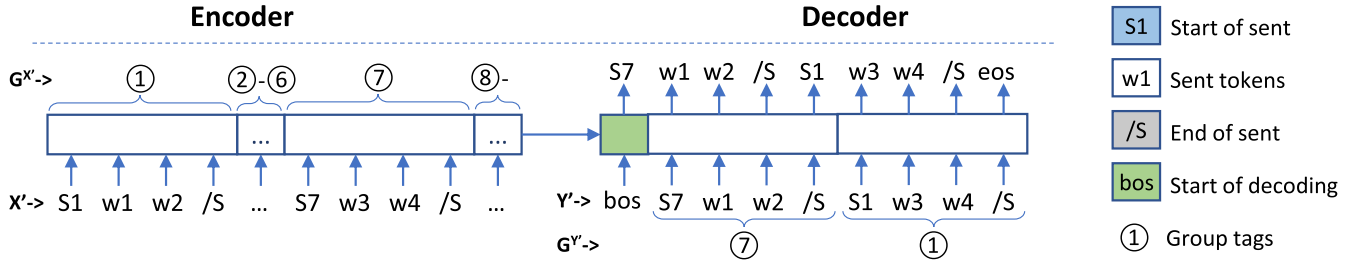 Encoder Decoder
G^X'-> ① ②-⑥ ⑦ ⑧-
S7 w1 w2 /S S1 w3 w4 /S eos
... ...
X'-> S1 w1 w2 /S ... S7 w3 w4 /S ...
Y'-> bos S7 w1 w2 /S S1 w3 w4 /S
G^Y'-> ⑦ ①
S1 Start of sent
w1 Sent tokens
/S End of sent
bos Start of decoding
① Group tags